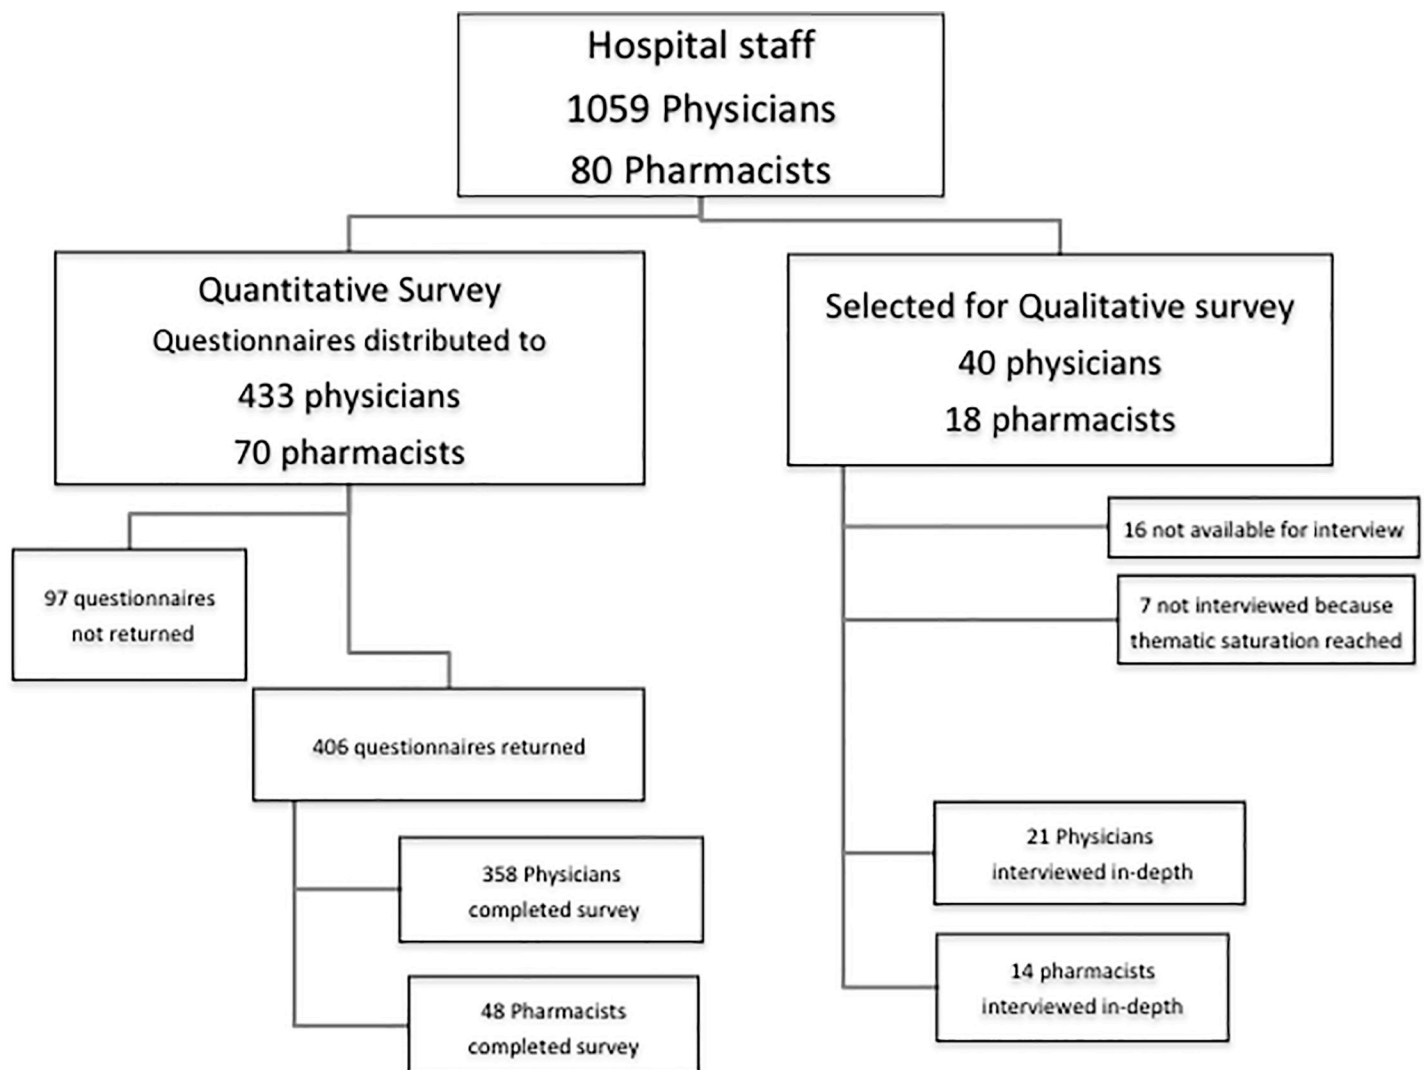 Hospital staff
1059 Physicians
80 Pharmacists
Quantitative Survey
Questionnaires distributed to
433 physicians
70 pharmacists
Selected for Qualitative survey
40 physicians
18 pharmacists
97 questionnaires
not returned
406 questionnaires returned
358 Physicians
completed survey
48 Pharmacists
completed survey
16 not available for interview
7 not interviewed because
thematic saturation reached
21 Physicians
interviewed in-depth
14 pharmacists
interviewed in-depth